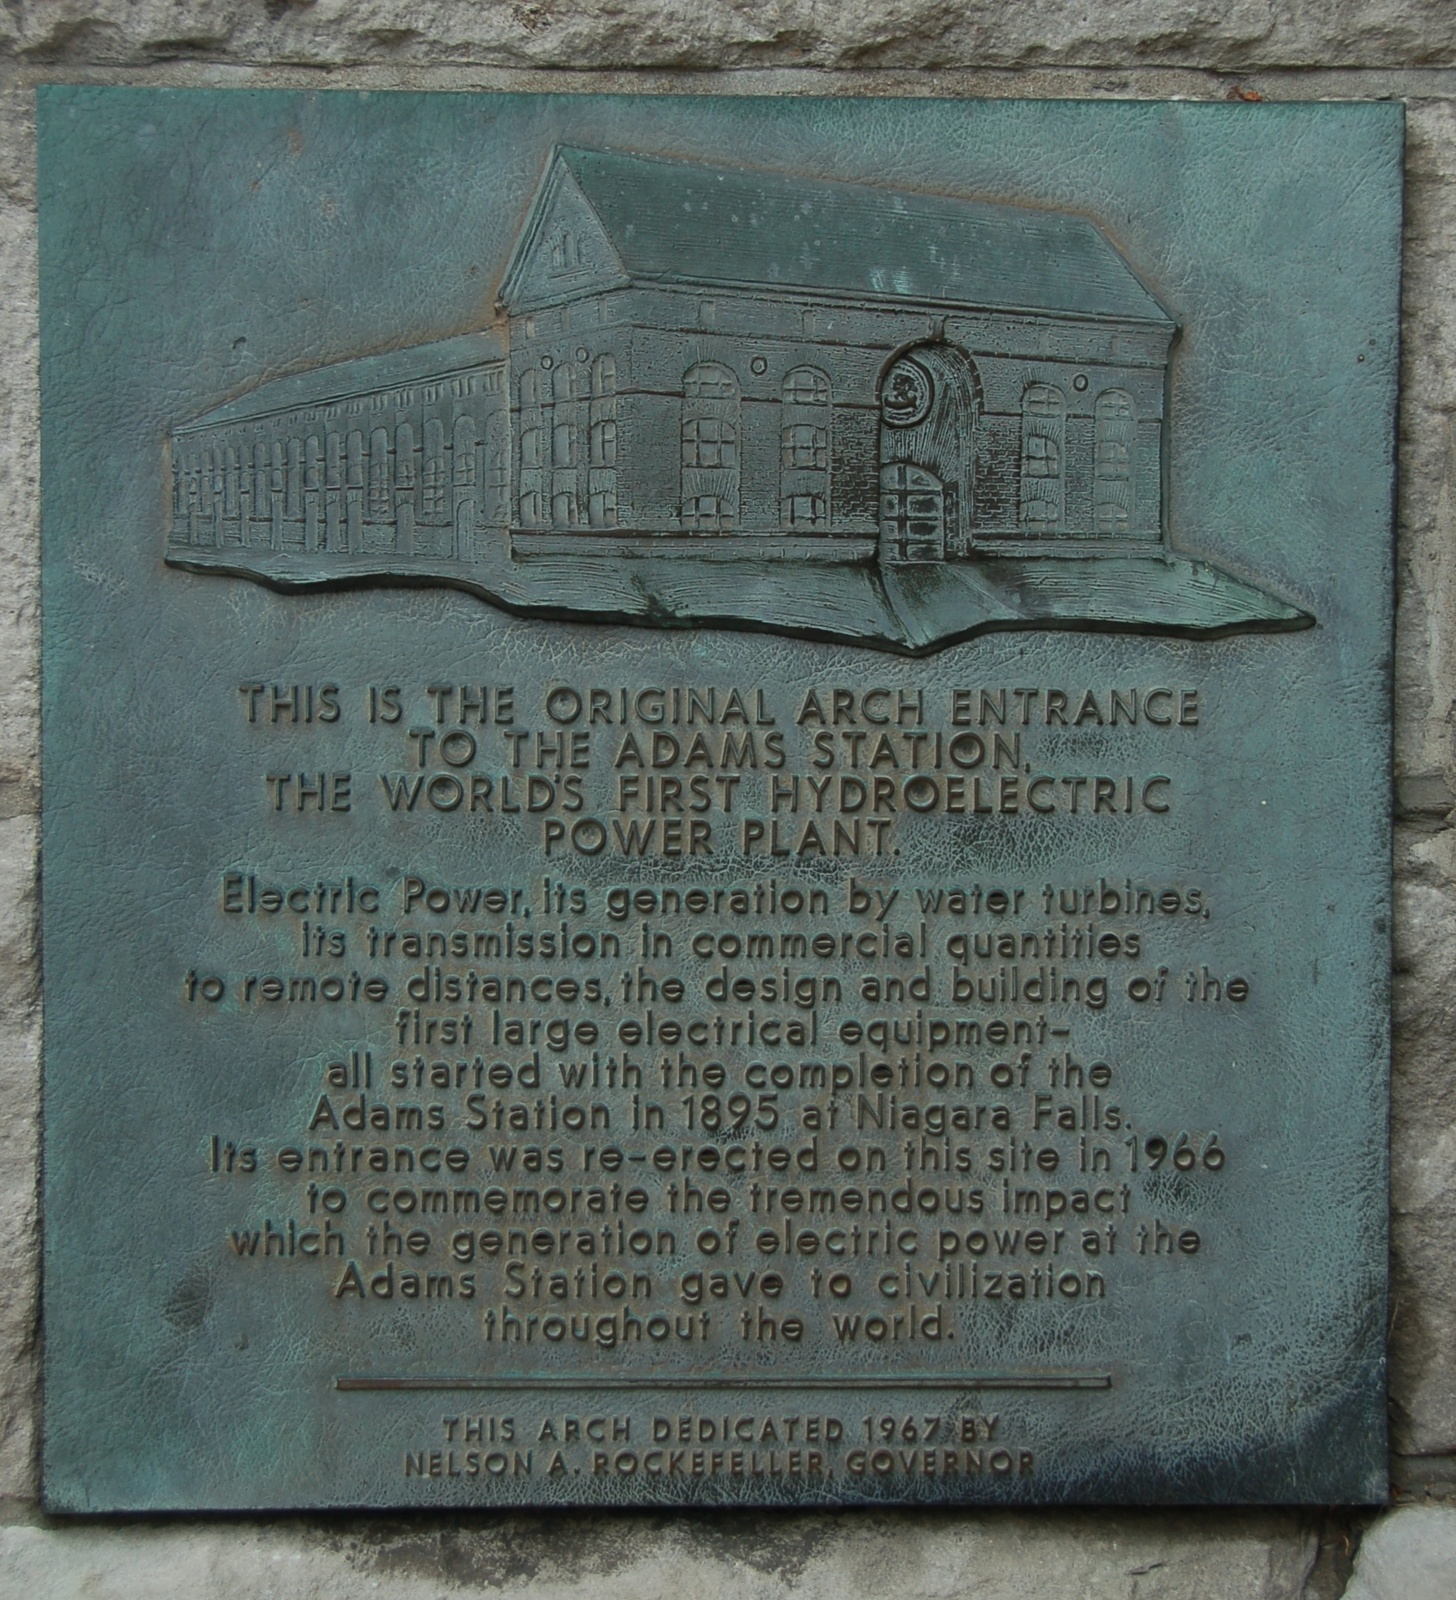 THIS IS THE ORIGINAL ARCH ENTRANCE
TO THE ADAMS STATION,
THE WORLD'S FIRST HYDROELECTRIC
POWER PLANT.
Electric Power, its generation by water turbines,
its transmission in commercial quantities
to remote distances, the design and building of the
first large electrical equipment-
all started with the completion of the
Adams Station in 1895 at Niagara Falls.
Its entrance was re-erected on this site in 1966
to commemorate the tremendous impact
which the generation of electric power at the
Adams Station gave to civilization
throughout the world.
THIS ARCH DEDICATED 1967 BY
NELSON A. ROCKEFELLER, GOVERNOR